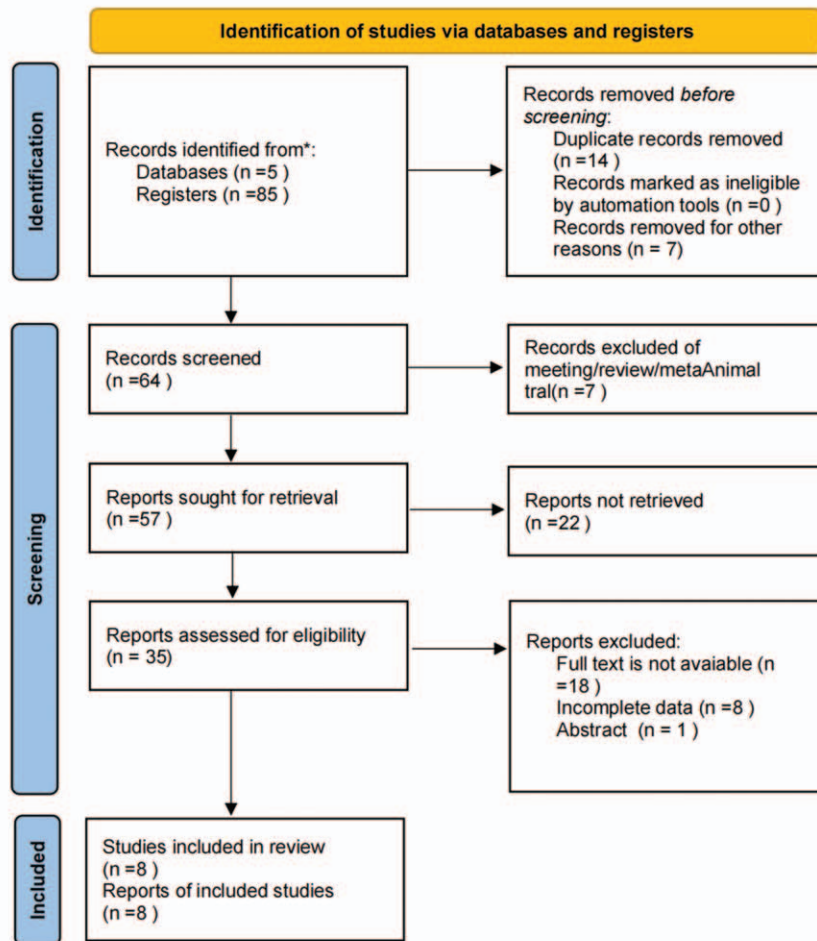 Identification of studies via databases and registers
Identification
Records identified from*:
Databases (n =5 )
Registers (n =85 )
Records removed before
screening:
Duplicate records removed
(n =14 )
Records marked as ineligible
by automation tools (n =0 )
Records removed for other
reasons (n = 7)
Screening
Records screened
(n =64 )
Records excluded of
meeting/review/metaAnimal
tral(n =7 )
Reports sought for retrieval
(n =57 )
Reports not retrieved
(n =22 )
Reports assessed for eligibility
(n = 35)
Reports excluded:
Full text is not avaiable (n
=18 )
Incomplete data (n =8 )
Abstract (n = 1 )
Included
Studies included in review
(n =8 )
Reports of included studies
(n =8 )